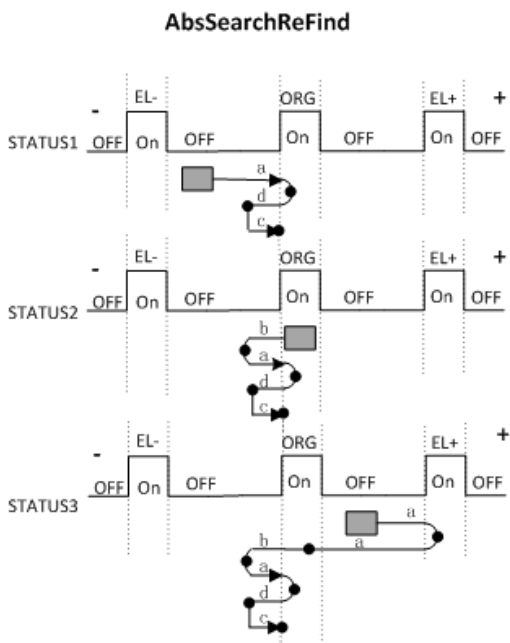 AbsSearchReFind
EL- ORG EL+
- +
STATUS1 OFF On OFF On OFF On OFF
a
d
c
EL- ORG EL+
- +
STATUS2 OFF On OFF On OFF On OFF
b
a
d
c
EL- ORG EL+
- +
STATUS3 OFF On OFF On OFF On OFF
a
b a
a
d
c